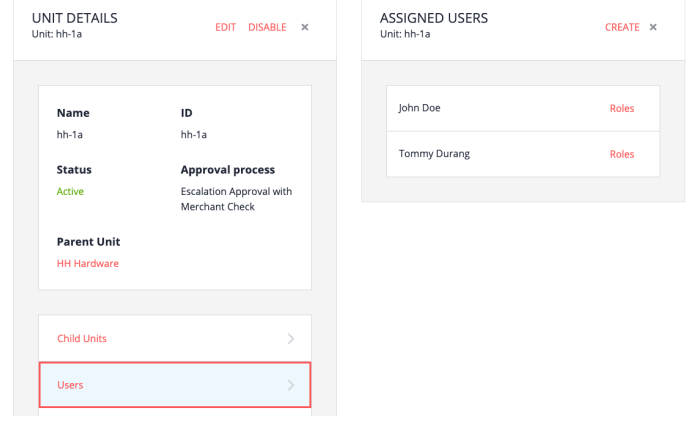 UNIT DETAILS
Unit: hh-1a
EDIT DISABLE ×
Name ID
hh-1a hh-1a
Status Approval process
Active Escalation Approval with
Merchant Check
Parent Unit
HH Hardware
Child Units
Users
ASSIGNED USERS
Unit: hh-1a
CREATE ×
John Doe Roles
Tommy Durang Roles